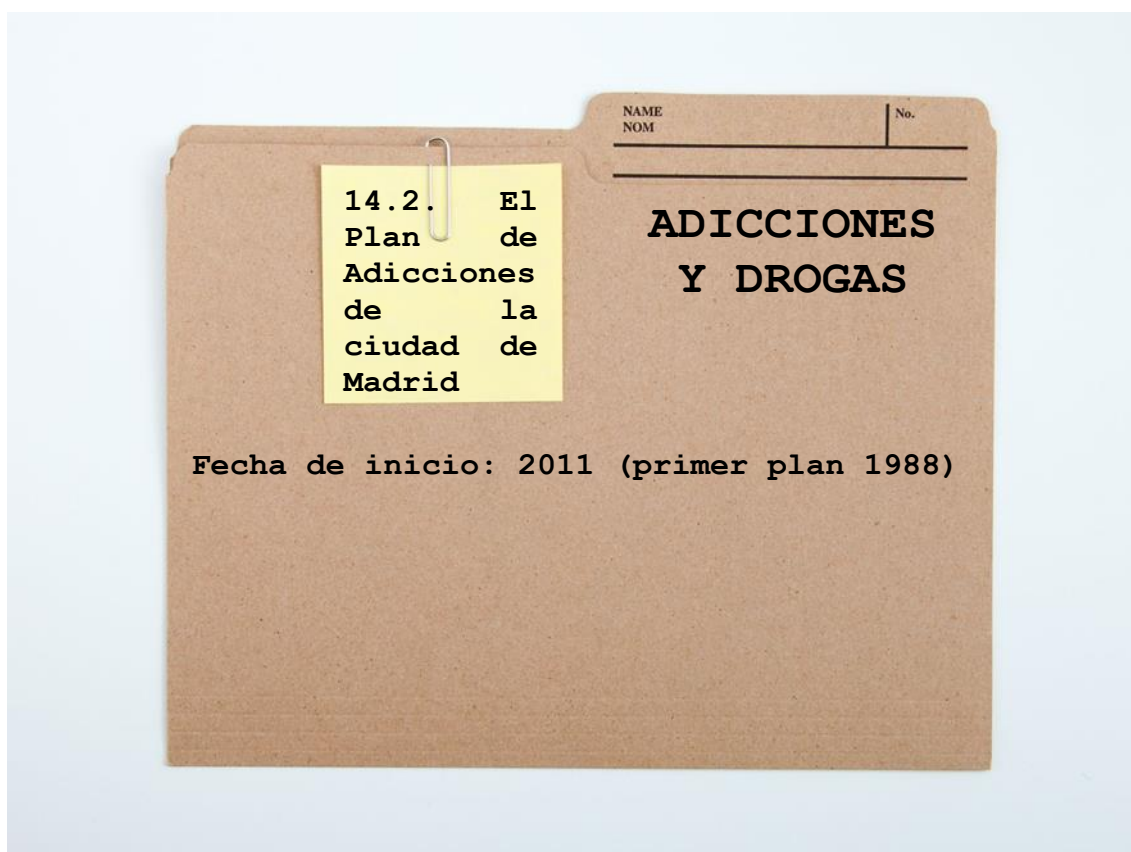 NAME
NOM
No.
14.2. El
Plan de
Adicciones
de la
ciudad de
Madrid
ADICCIONES
Y DROGAS
Fecha de inicio: 2011 (primer plan 1988)